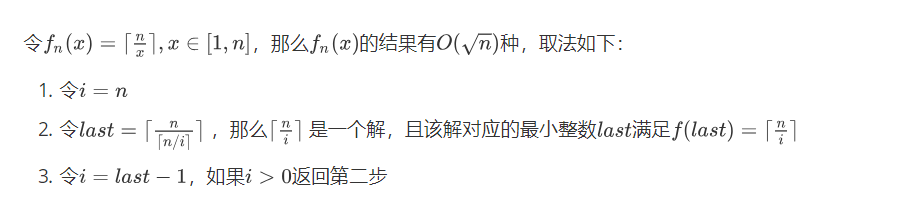 令$f_n(x) = \lceil \frac{n}{x} \rceil, x \in [1, n]$，那么$f_n(x)$的结果有$O(\sqrt{n})$种，取法如下：
1. 令$i = n$
2. 令$last = \lceil \frac{n}{\lceil n/i \rceil} \rceil$，那么$\lceil \frac{n}{i} \rceil$是一个解，且该解对应的最小整数$last$满足$f(last) = \lceil \frac{n}{i} \rceil$
3. 令$i = last - 1$，如果$i > 0$返回第二步